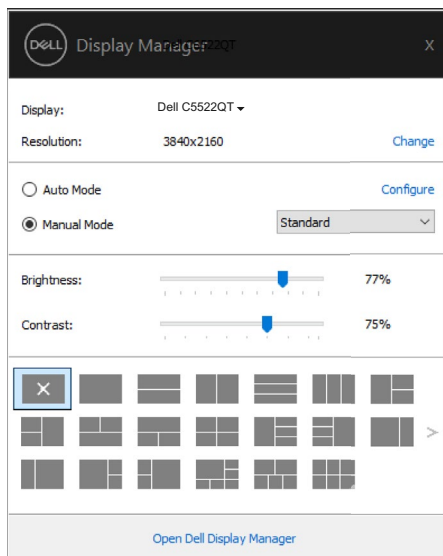 DELL Display Manager X
Display: Dell C5522QT
Resolution: 3840x2160 Change
Auto Mode Configure
Manual Mode Standard
Brightness: 77%
Contrast: 75%
Open Dell Display Manager